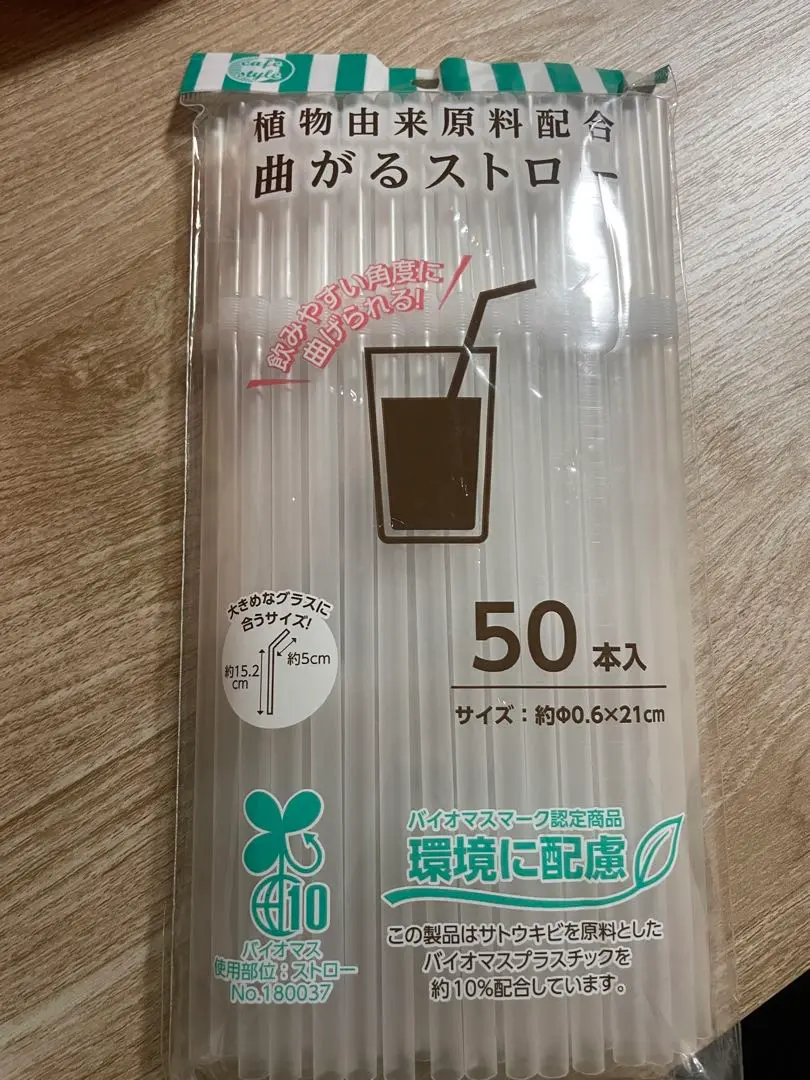 cafe
style
植物由来原料配合
曲がるストロー
飲みやすい角度に
曲げられる!
大きめなグラスに
合うサイズ!
約5cm
約15.2
cm
50本入
サイズ：約Φ0.6×21cm
10
バイオマス
使用部位：ストロー
No.180037
バイオマスマーク認定商品
環境に配慮
この製品はサトウキビを原料とした
バイオマスプラスチックを
約10%配合しています。